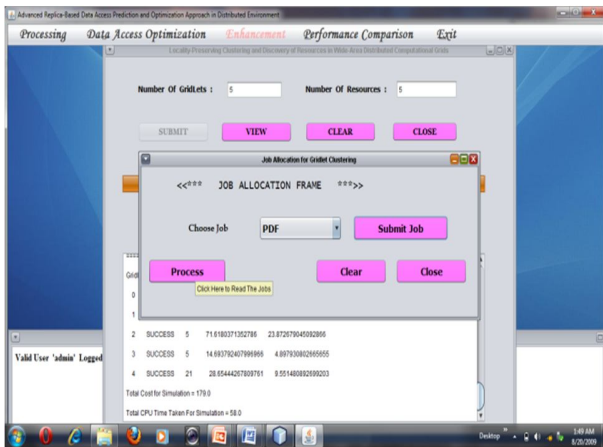 Advanced Replica-Based Data Access Prediction and Optimization Approach in Distributed Environment
Processing Data Access Optimization Enhancement Performance Comparison Exit
Locality-Preserving Clustering and Discovery of Resources in Wide-Area Distributed Computational Grids
Number Of GridLets : 5 Number Of Resources : 5
SUBMIT VIEW CLEAR CLOSE
Job Allocation for Gridlet Clustering
<<*** JOB ALLOCATION FRAME ***>>
Choose Job PDF Submit Job
Process Clear Close
Click Here to Read The Jobs
Gridl
0
1
2 SUCCESS 5 71.6180371352786 23.872679045092866
3 SUCCESS 5 14.693792407996966 4.897930802665655
4 SUCCESS 21 28.65444267809761 9.551480892699203
Total Cost for Simulation = 179.0
Total CPU Time Taken For Simulation = 58.0
Valid User 'admin' Logged
Desktop 1:49 AM
8/20/2009